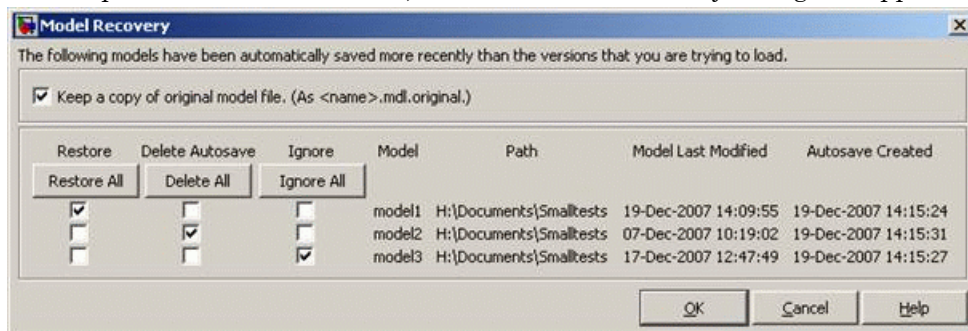 Model Recovery
The following models have been automatically saved more recently than the versions that you are trying to load.
Keep a copy of original model file. (As <name>.mdl.original.)
Restore Delete Autosave Ignore Model Path Model Last Modified Autosave Created
Restore All Delete All Ignore All
model1 H:\Documents\Smalltests 19-Dec-2007 14:09:55 19-Dec-2007 14:15:24
model2 H:\Documents\Smalltests 07-Dec-2007 10:19:02 19-Dec-2007 14:15:31
model3 H:\Documents\Smalltests 17-Dec-2007 12:47:49 19-Dec-2007 14:15:27
OK Cancel Help